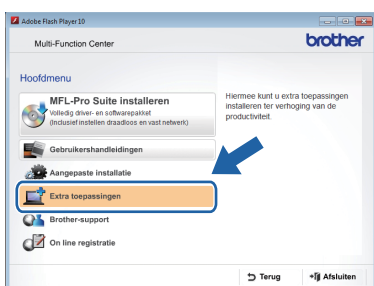 Adobe Flash Player 10
Multi-Function Center
brother
Hoofdmenu
MFL-Pro Suite installeren
Volledig driver- en softwarepakket
(Inclusief instellen draadloos en vast netwerk)
Hiermee kunt u extra toepassingen
installeren ter verhoging van de
productiviteit
Gebruikershandleidingen
Aangepaste installatie
Extra toepassingen
Brother-support
On line registratie
Terug
Afsluiten